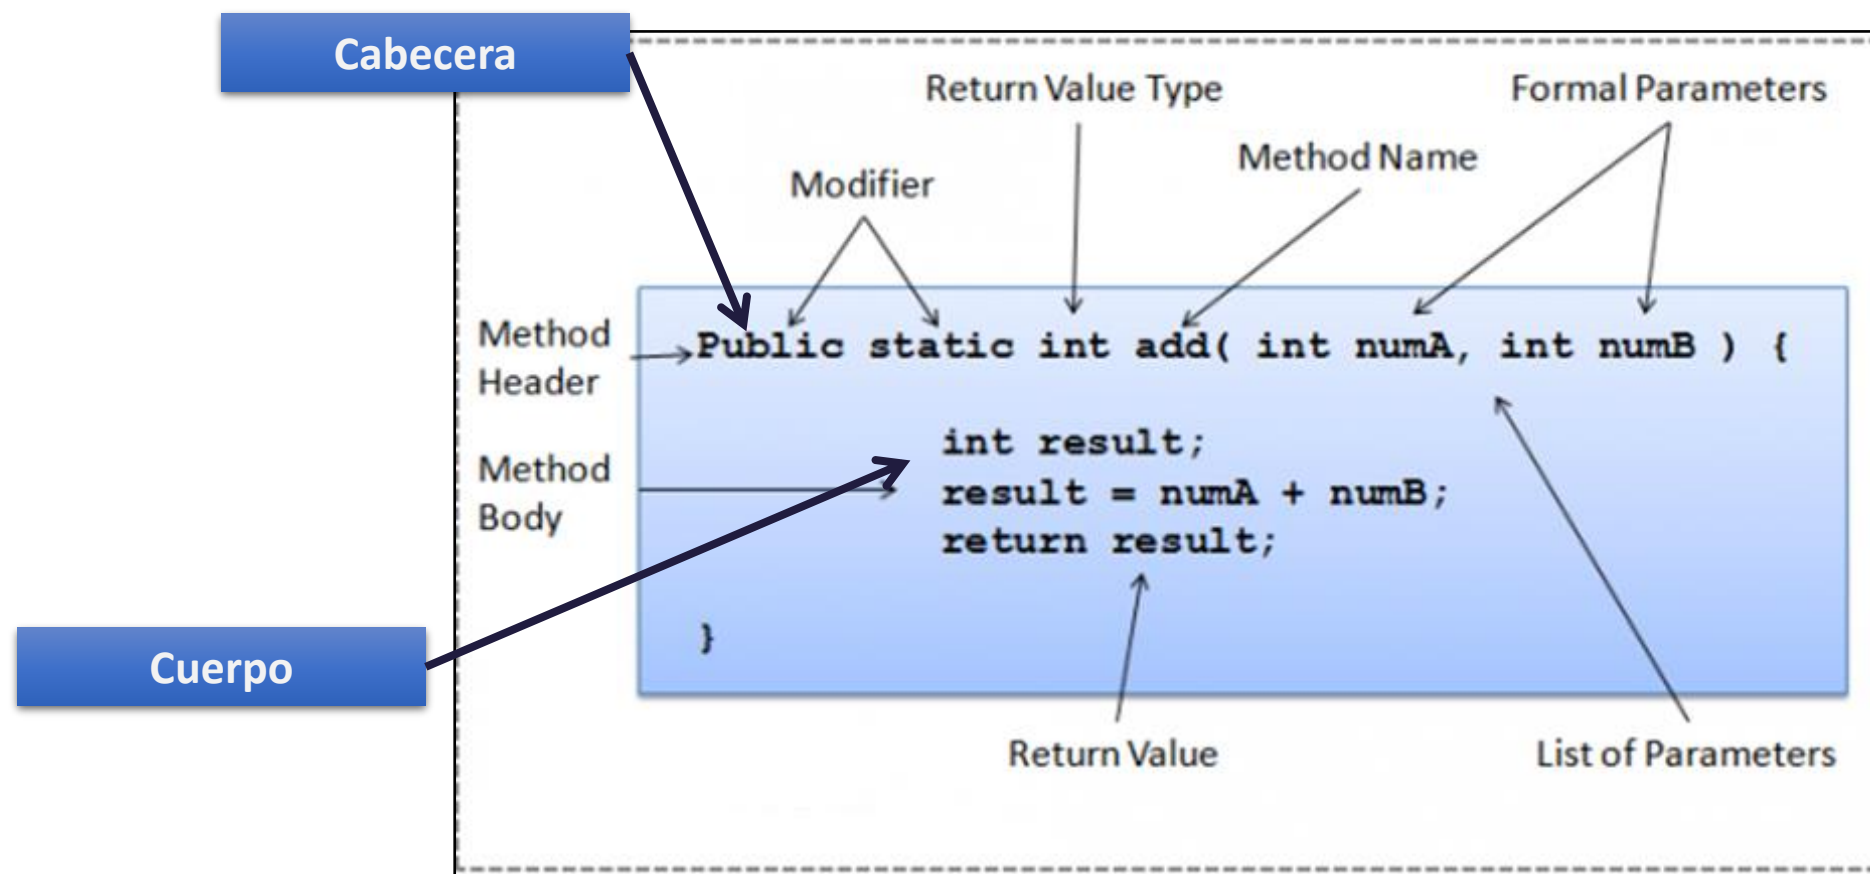 Cabecera
Return Value Type
Formal Parameters
Method Name
Modifier
Method
Header
Public static int add( int numA, int numB ) {
int result;
Method
Body
result = numA + numB;
return result;
}
Cuerpo
Return Value
List of Parameters